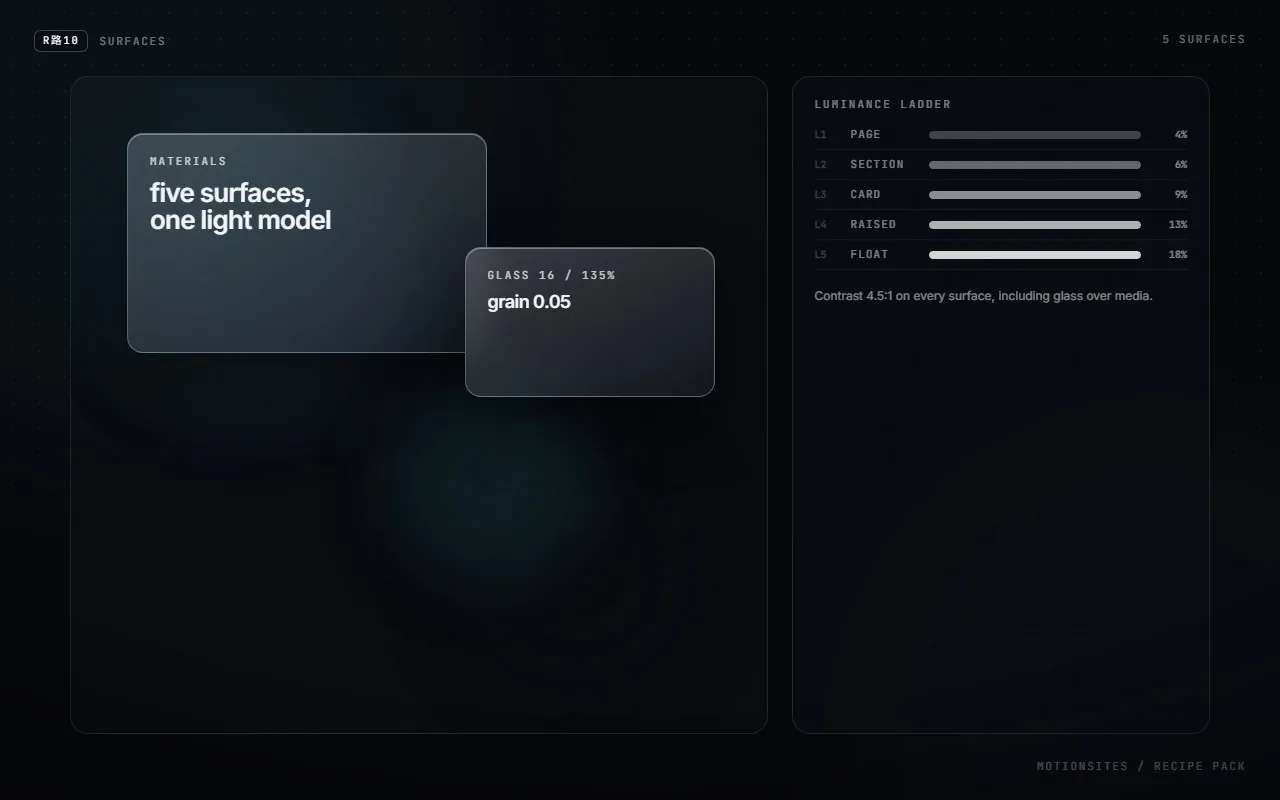 R路10 SURFACES
5 SURFACES
MATERIALS
five surfaces,
one light model
GLASS 16 / 135%
grain 0.05
LUMINANCE LADDER
L1 PAGE 4%
L2 SECTION 6%
L3 CARD 9%
L4 RAISED 13%
L5 FLOAT 18%
Contrast 4.5:1 on every surface, including glass over media.
MOTIONSITES / RECIPE PACK